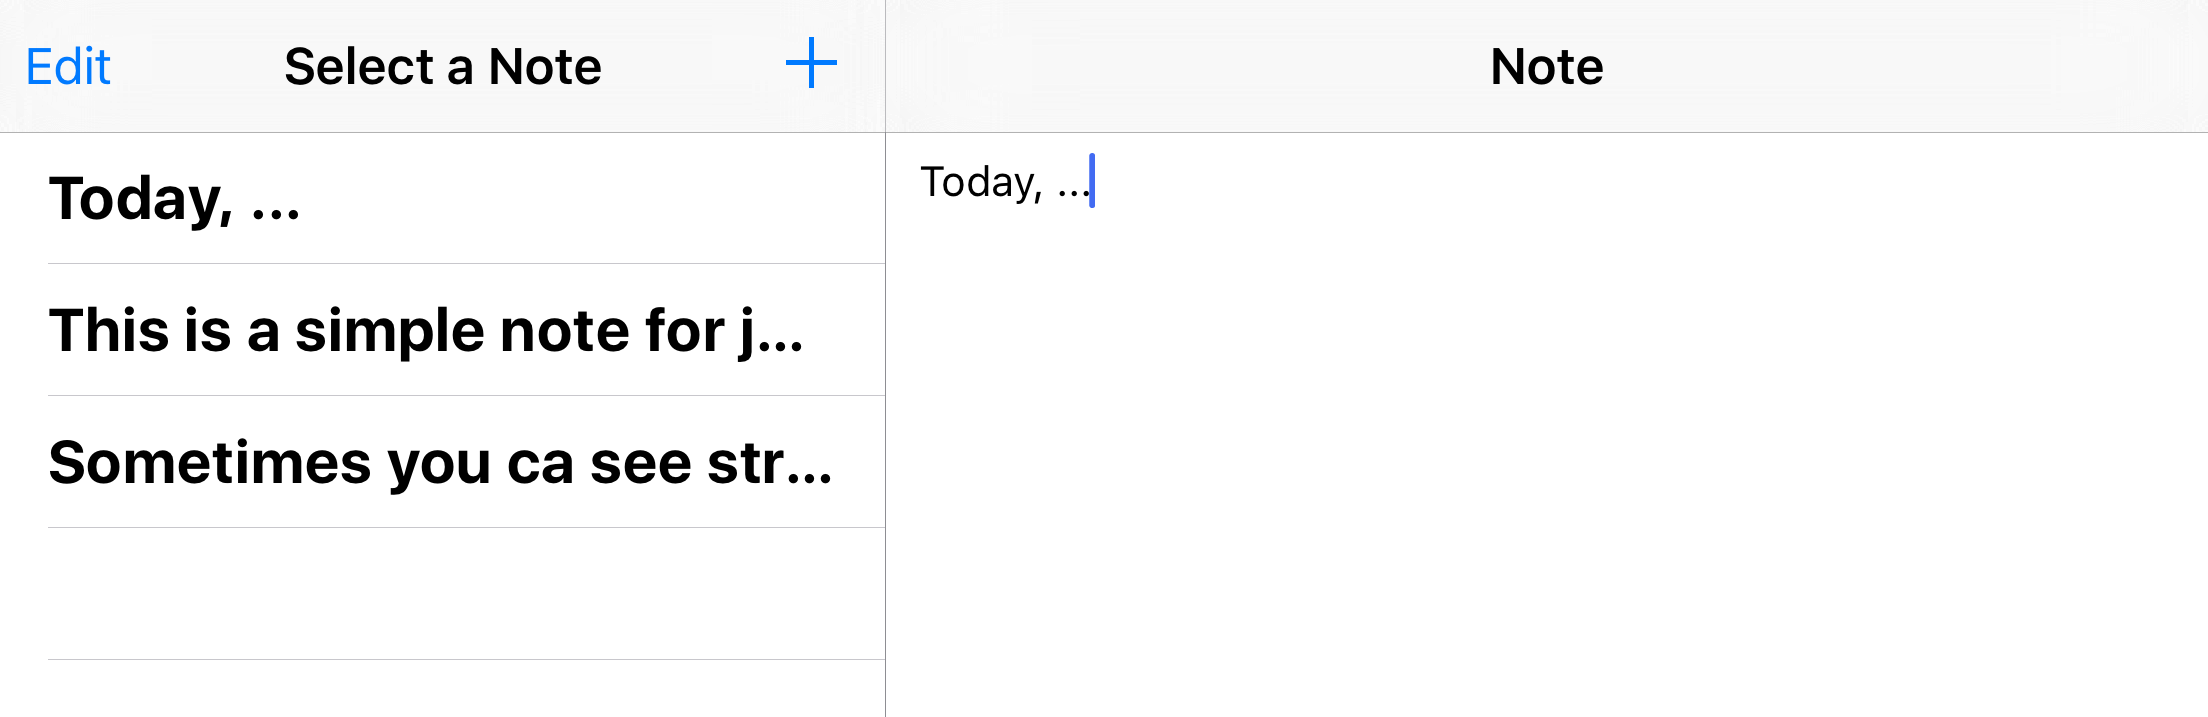 Edit
Select a Note
Note
Today, ...
This is a simple note for j...
Sometimes you ca see str...
Today, ...